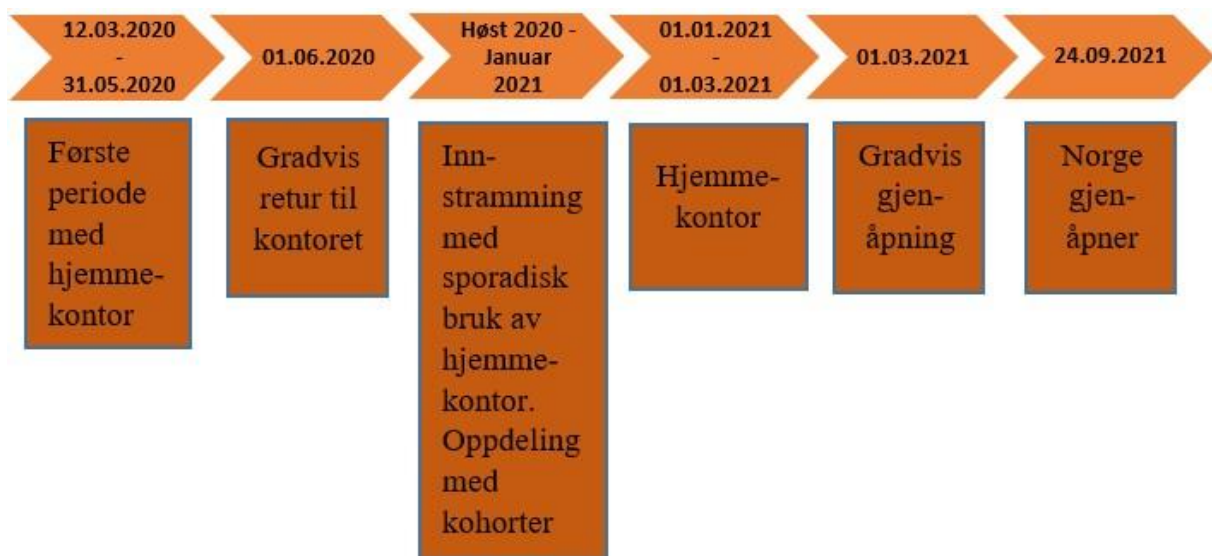 12.03.2020
-
31.05.2020
01.06.2020
Høst 2020 -
Januar
2021
01.01.2021
-
01.03.2021
01.03.2021
24.09.2021
Første
periode
med
hjemme-
kontor
Gradvis
retur til
kontoret
Inn-
stramming
med
sporadisk
bruk av
hjemme-
kontor.
Oppdeling
med
kohorter
Hjemme-
kontor
Gradvis
gjen-
åpning
Norge
gjen-
åpner